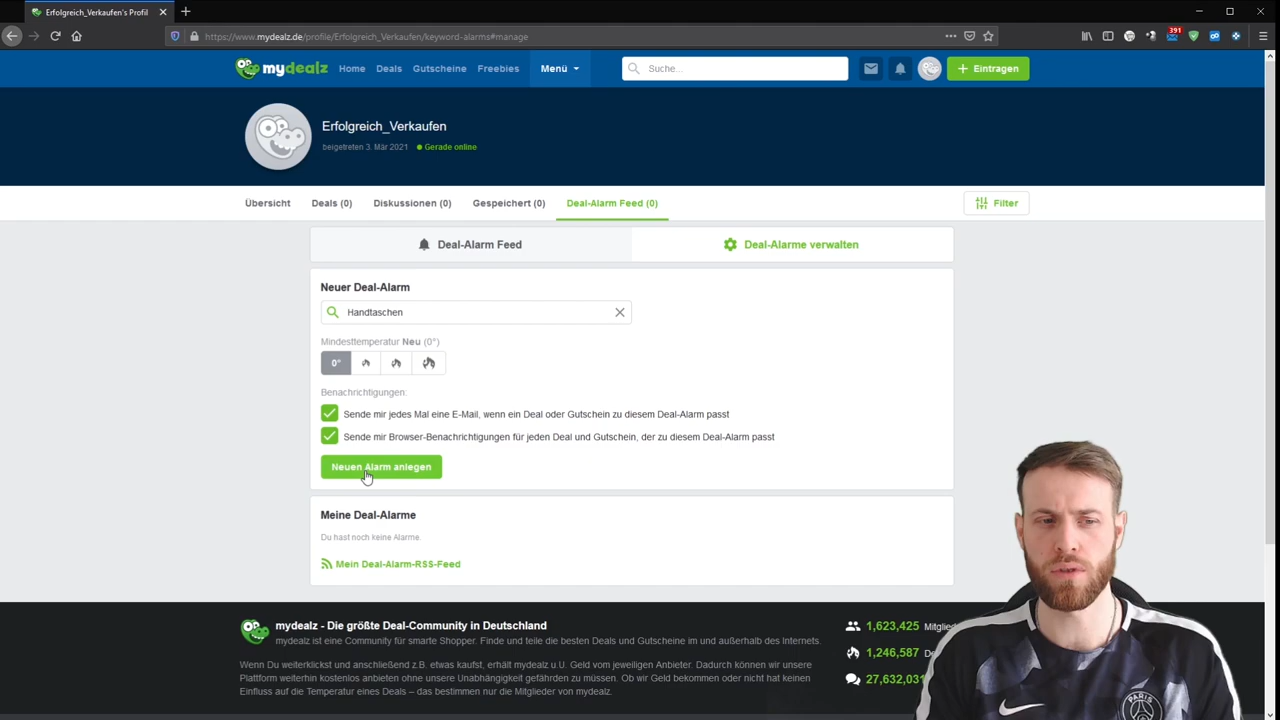 Erfolgreich_Verkaufen's Profil
https://www.mydealz.de/profile/Erfolgreich_Verkaufen/keyword-alarms#manage
391
mydealz Home Deals Gutscheine Freebies Menü Suche... Eintragen
Erfolgreich_Verkaufen
beigetreten 3. Mär 2021 Gerade online
Übersicht Deals (0) Diskussionen (0) Gespeichert (0) Deal-Alarm Feed (0) Filter
Deal-Alarm Feed Deal-Alarme verwalten
Neuer Deal-Alarm
Handtaschen
Mindesttemperatur Neu (0°)
0°
Benachrichtigungen:
Sende mir jedes Mal eine E-Mail, wenn ein Deal oder Gutschein zu diesem Deal-Alarm passt
Sende mir Browser-Benachrichtigungen für jeden Deal und Gutschein, der zu diesem Deal-Alarm passt
Neuen Alarm anlegen
Meine Deal-Alarme
Du hast noch keine Alarme.
Mein Deal-Alarm-RSS-Feed
mydealz - Die größte Deal-Community in Deutschland
mydealz ist eine Community für smarte Shopper. Finde und teile die besten Deals und Gutscheine im und außerhalb des Internets.
Wenn Du weiterklickst und anschließend z.B. etwas kaufst, erhält mydealz u.U. Geld vom jeweiligen Anbieter. Dadurch können wir unsere
Plattform weiterhin kostenlos anbieten ohne unsere Unabhängigkeit gefährden zu müssen. Ob wir Geld bekommen oder nicht hat keinen
Einfluss auf die Temperatur eines Deals – das bestimmen nur die Mitglieder von mydealz.
1,623,425 Mitglied
1,246,587 De
27,632,031
PARIS